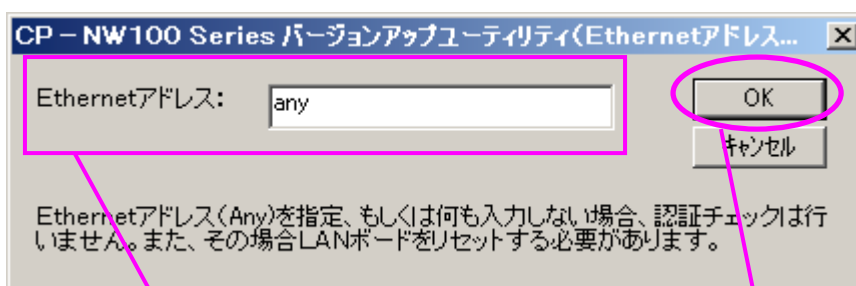 CP－NW100 Series バージョンアップユーティリティ(Ethernetアドレス...
Ethernetアドレス:
any
OK
キャンセル
Ethernetアドレス(Any)を指定、もしくは何も入力しない場合、認証チェックは行
いません。また、その場合LANボードをリセットする必要があります。